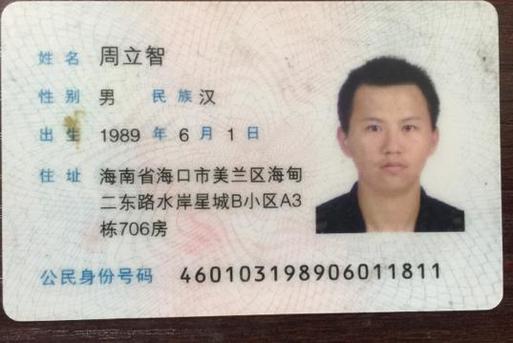 姓名 周立智
性别 男 民族 汉
出生 1989 年 6 月 1 日
住址 海南省海口市美兰区海甸
二东路水岸星城B小区A3
栋706房
公民身份号码 460103198906011811